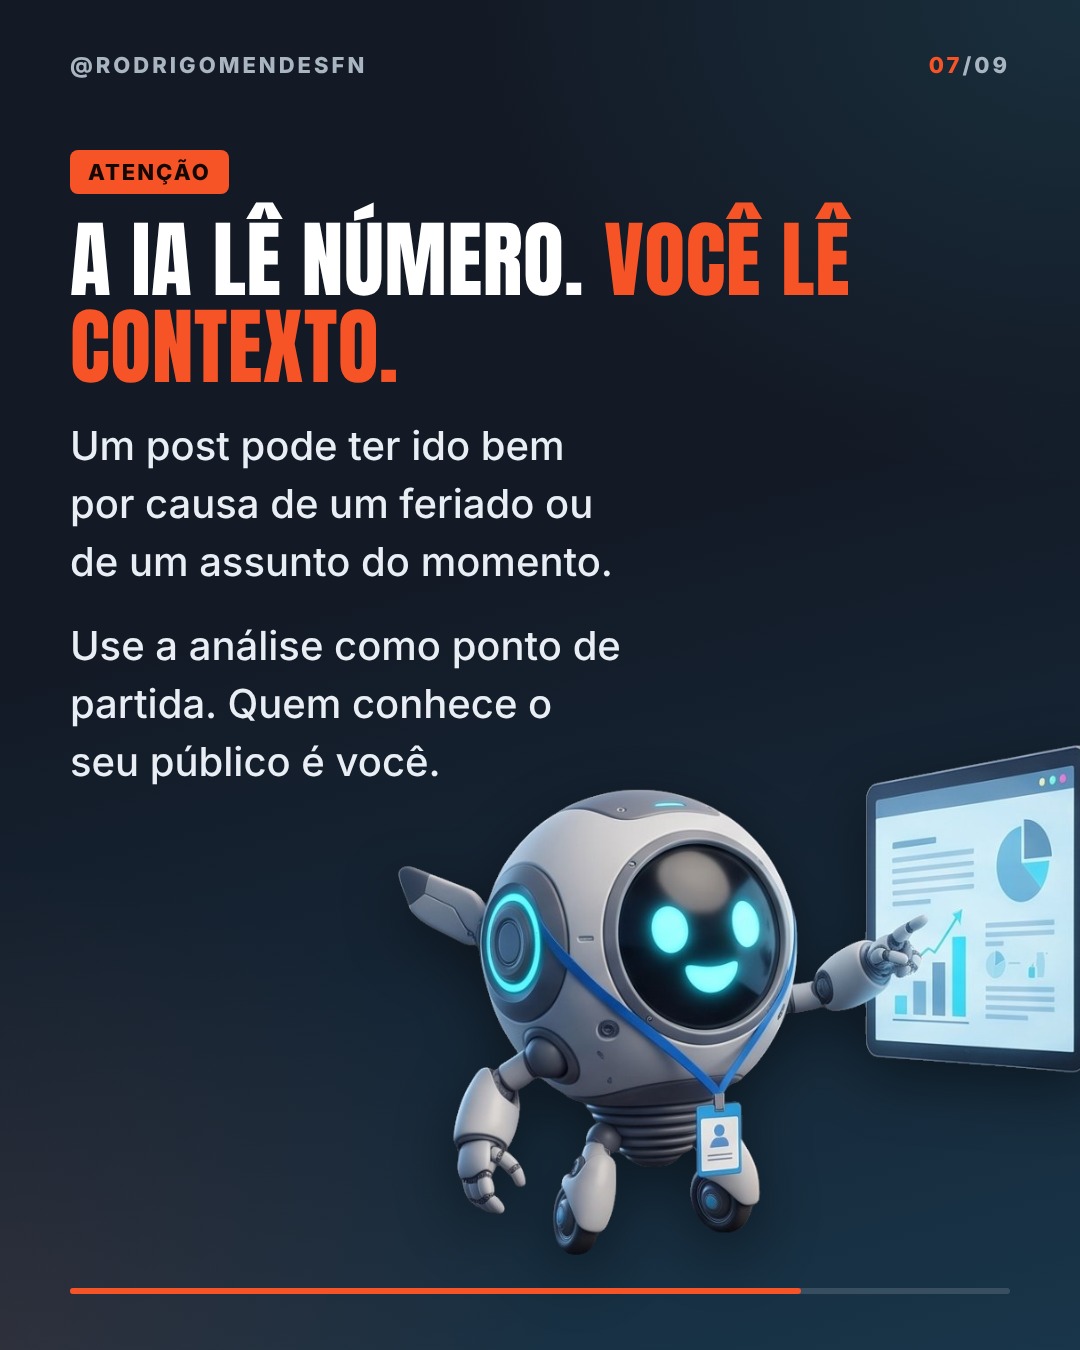 @RODRIGOMENDESFN
07/09
ATENÇÃO
A IA LÊ NÚMERO. VOCÊ LÊ
CONTEXTO.
Um post pode ter ido bem
por causa de um feriado ou
de um assunto do momento.
Use a análise como ponto de
partida. Quem conhece o
seu público é você.